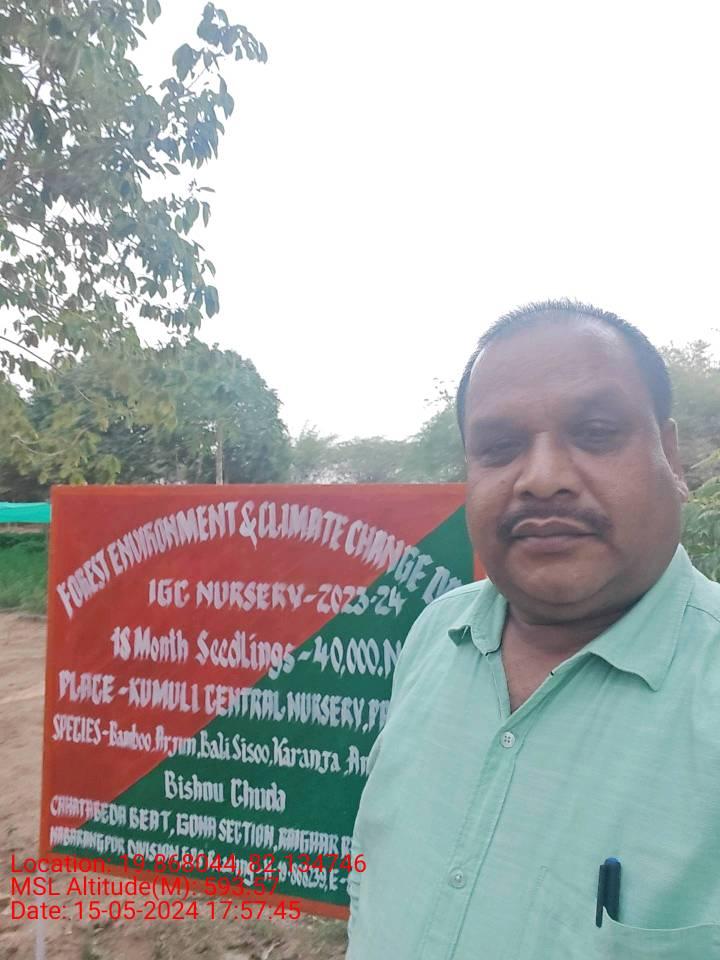 FOREST ENVIRONMENT & CLIMATE CHANGE
IGC NURSERY-2023-24
18 Month Seedlings-40,000,N
PLACE-KUMULI CENTRAL NURSERY,
SPECIES-Bamboo,Arjun,Bali Sisoo,Karanja,
Bishnu Chuda
CHHATABEDA BEAT, GONA SECTION, RAIGHAR
NABARANGPUR DIVISION
Location: 19.868044, 82.134746
MSL Altitude(M): 593.57
Date: 15-05-2024 17:57:45